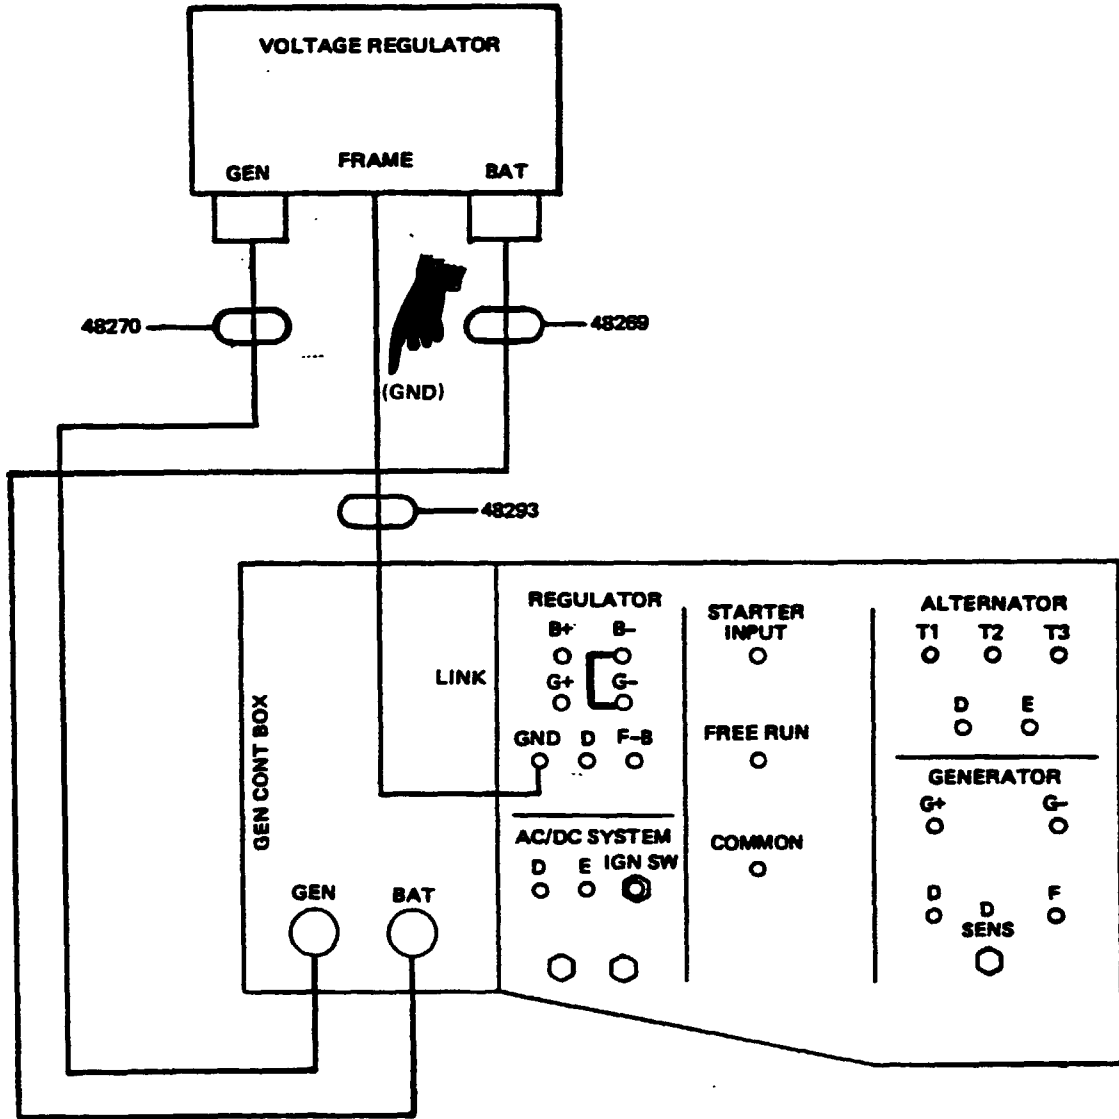 VOLTAGE REGULATOR
GEN
FRAME
BAT
48270
48269
(GND)
48293
GEN CONT BOX
LINK
GEN
BAT
REGULATOR
B+ B-
G+ G-
GND D F-B
AC/DC SYSTEM
D E IGN SW
STARTER
INPUT
FREE RUN
COMMON
ALTERNATOR
T1 T2 T3
D E
GENERATOR
G+ G-
D F
D
SENS